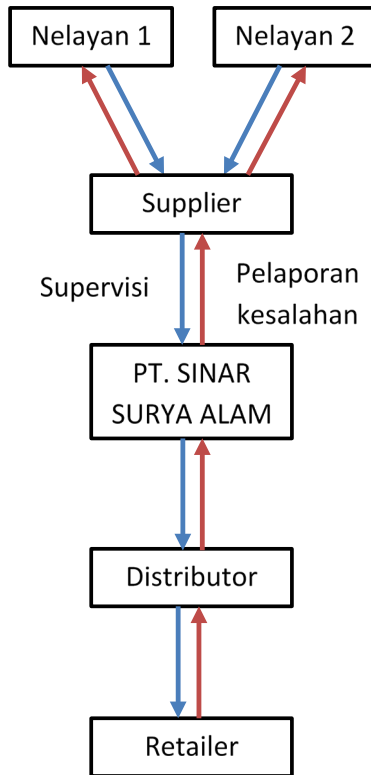 Nelayan 1
Nelayan 2
Supplier
Supervisi
Pelaporan
kesalahan
PT. SINAR
SURYA ALAM
Distributor
Retailer